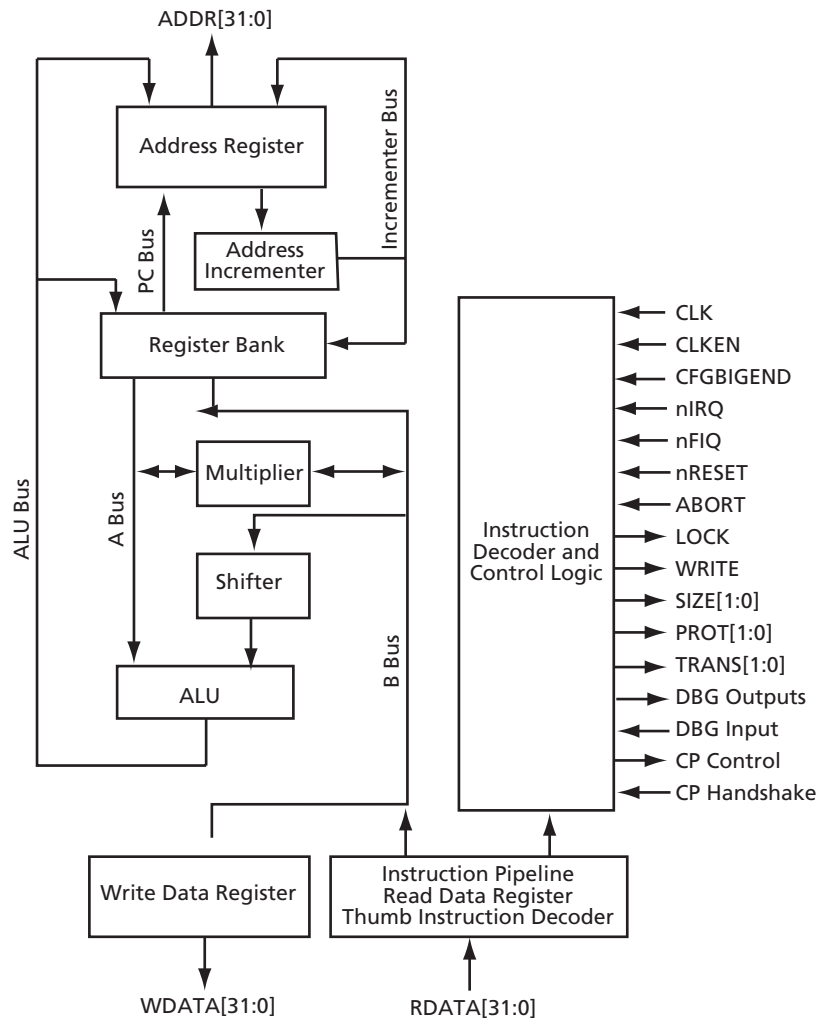 ADDR[31:0]
Address Register
Incrementer Bus
PC Bus
Address
Incrementer
Register Bank
ALU Bus
A Bus
Multiplier
Shifter
B Bus
ALU
Instruction
Decoder and
Control Logic
CLK
CLKEN
CFGBIGEND
nIRQ
nFIQ
nRESET
ABORT
LOCK
WRITE
SIZE[1:0]
PROT[1:0]
TRANS[1:0]
DBG Outputs
DBG Input
CP Control
CP Handshake
Write Data Register
Instruction Pipeline
Read Data Register
Thumb Instruction Decoder
WDATA[31:0]
RDATA[31:0]